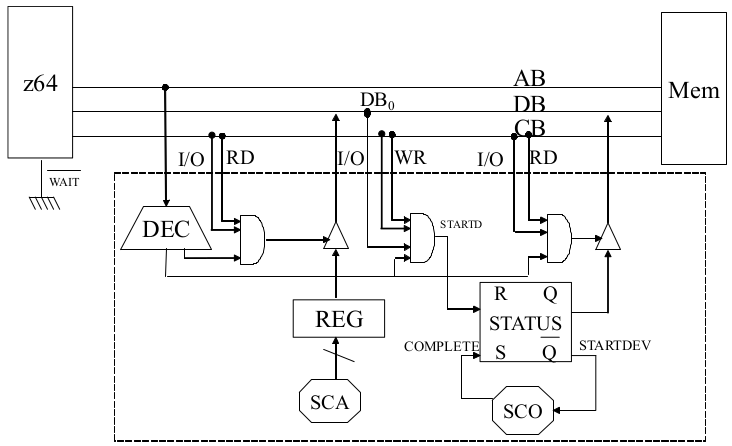 z64
AB
Mem
DB₀
DB
CB
I/O RD
I/O WR
I/O RD
WAIT
DEC
STARTD
R Q
REG
STATUS
COMPLETE
S Q̅
STARTDEV
SCA
SCO